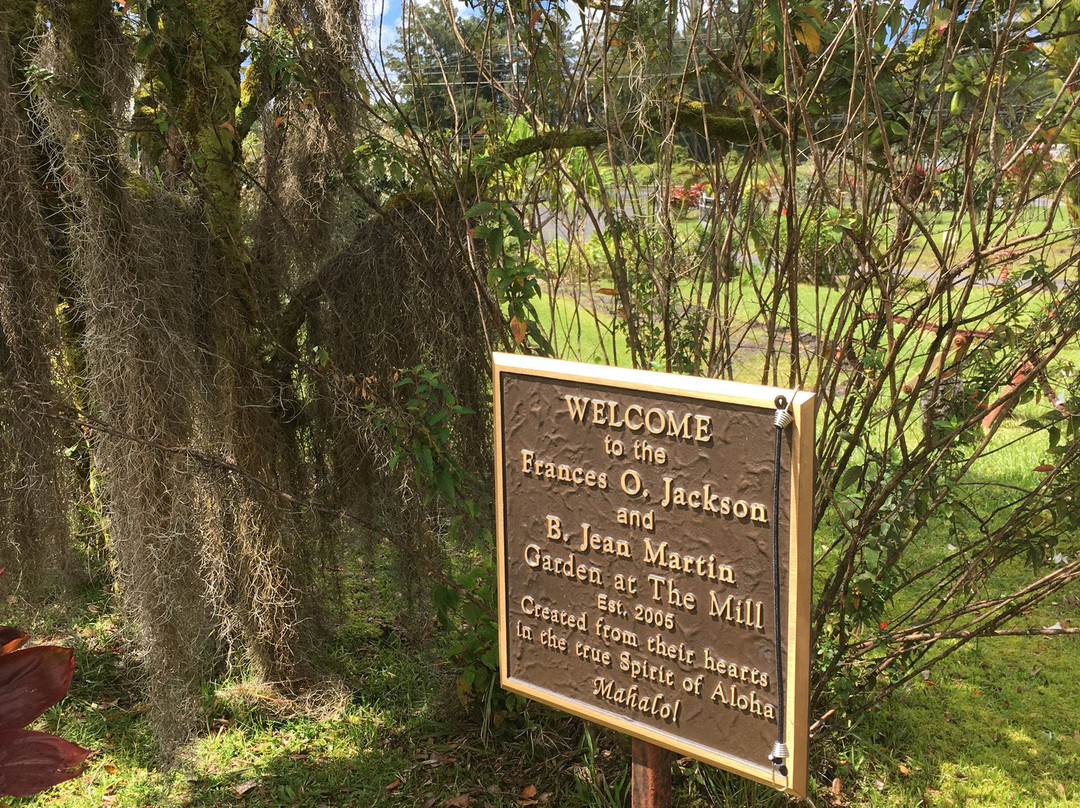 WELCOME
to the
Frances O. Jackson
and
B. Jean Martin
Garden at The Mill
Est. 2005
Created from their hearts
in the true Spirit of Aloha
Mahalo!